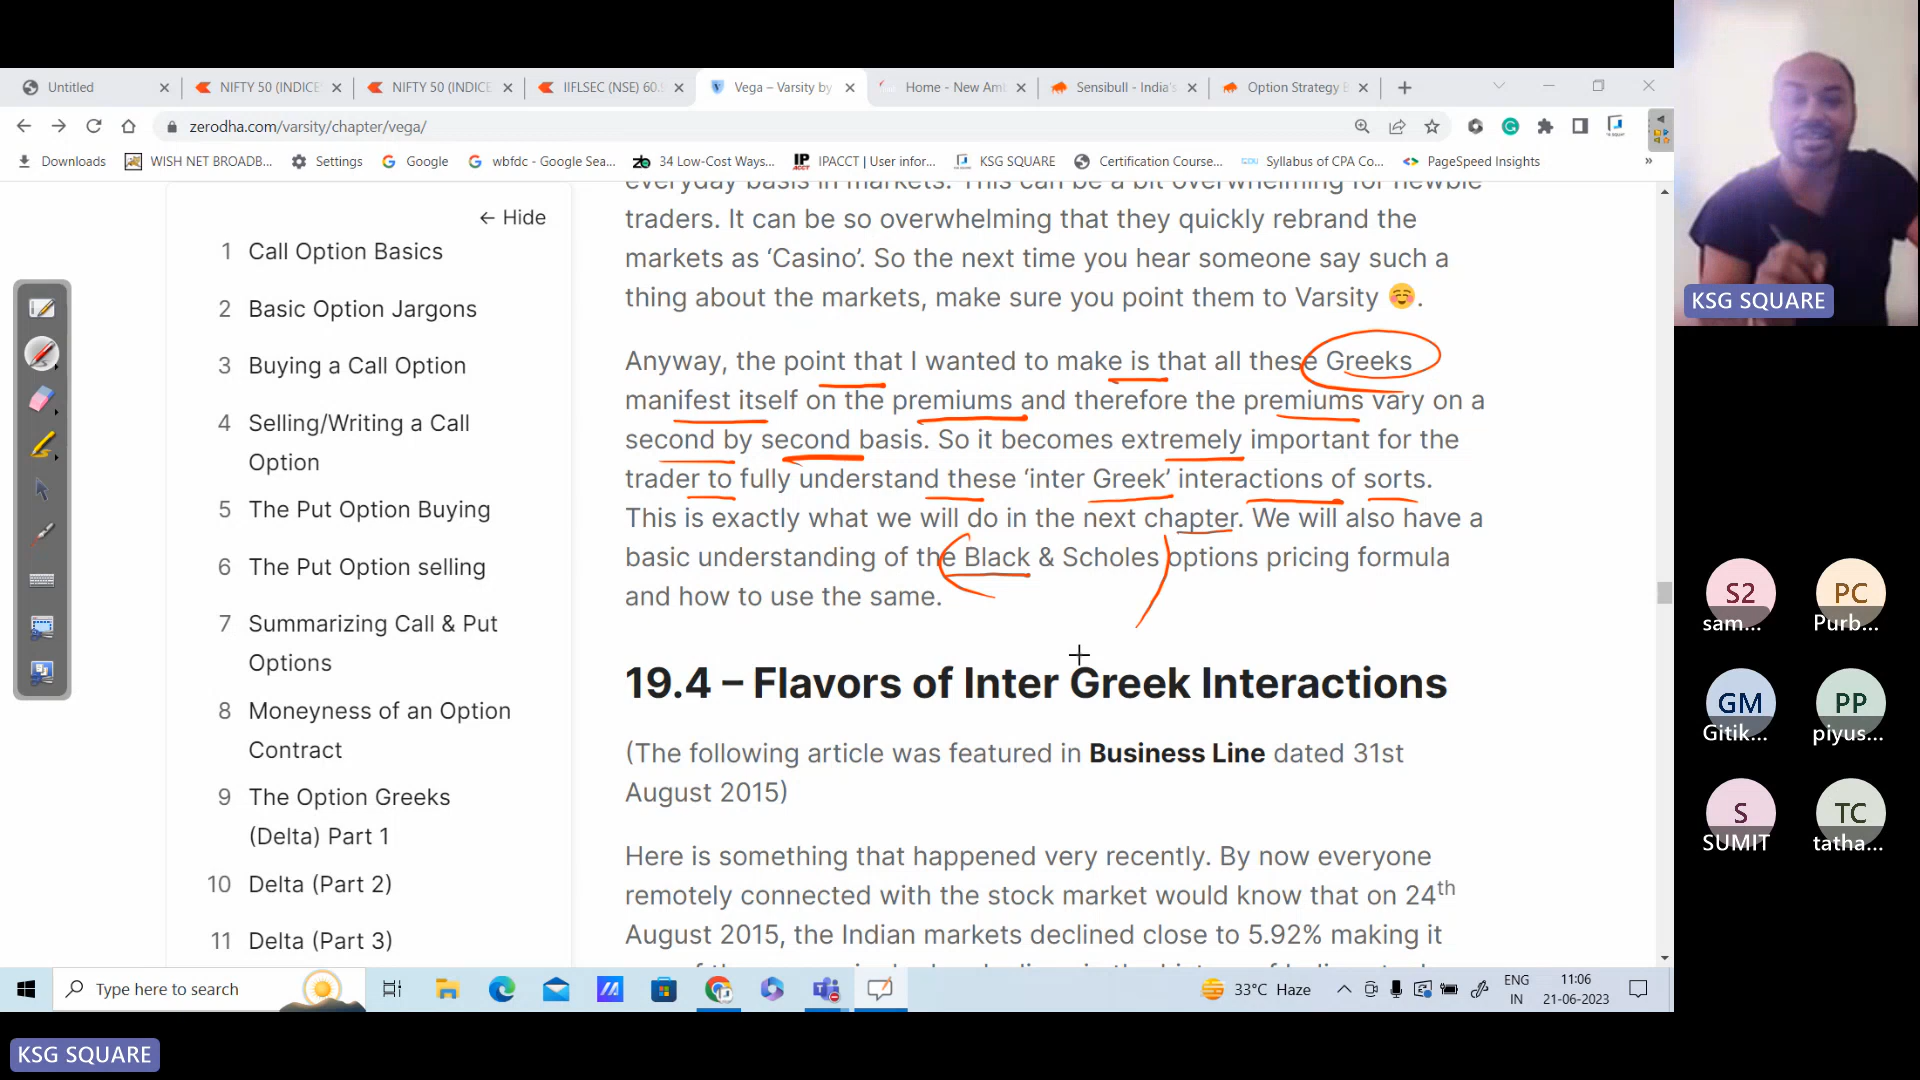 Untitled
NIFTY 50 (INDICE
NIFTY 50 (INDICE
IIFLSEC (NSE) 60.
Vega – Varsity by
Home - New Am
Sensibull - India's
Option Strategy B
zerodha.com/varsity/chapter/vega/
Downloads
WISH NET BROADB...
Settings
Google
wbfdc - Google Sea...
34 Low-Cost Ways...
IPACCT | User infor...
KSG SQUARE
Certification Course...
Syllabus of CPA Co...
PageSpeed Insights
»
← Hide
1 Call Option Basics
2 Basic Option Jargons
3 Buying a Call Option
4 Selling/Writing a Call
Option
5 The Put Option Buying
6 The Put Option selling
7 Summarizing Call & Put
Options
8 Moneyness of an Option
Contract
9 The Option Greeks
(Delta) Part 1
10 Delta (Part 2)
11 Delta (Part 3)
everyday basis in markets. This can be a bit overwhelming for newbie
traders. It can be so overwhelming that they quickly rebrand the
markets as ‘Casino’. So the next time you hear someone say such a
thing about the markets, make sure you point them to Varsity ☺️.
Anyway, the point that I wanted to make is that all these Greeks
manifest itself on the premiums and therefore the premiums vary on a
second by second basis. So it becomes extremely important for the
trader to fully understand these ‘inter Greek’ interactions of sorts.
This is exactly what we will do in the next chapter. We will also have a
basic understanding of the Black & Scholes options pricing formula
and how to use the same.
19.4 – Flavors of Inter Greek Interactions
(The following article was featured in Business Line dated 31st
August 2015)
Here is something that happened very recently. By now everyone
remotely connected with the stock market would know that on 24th
August 2015, the Indian markets declined close to 5.92% making it
KSG SQUARE
S2
sam...
PC
Purb...
GM
Gitik...
PP
piyus...
S
SUMIT
TC
tatha...
Type here to search
33°C Haze
ENG
IN
11:06
21-06-2023
KSG SQUARE